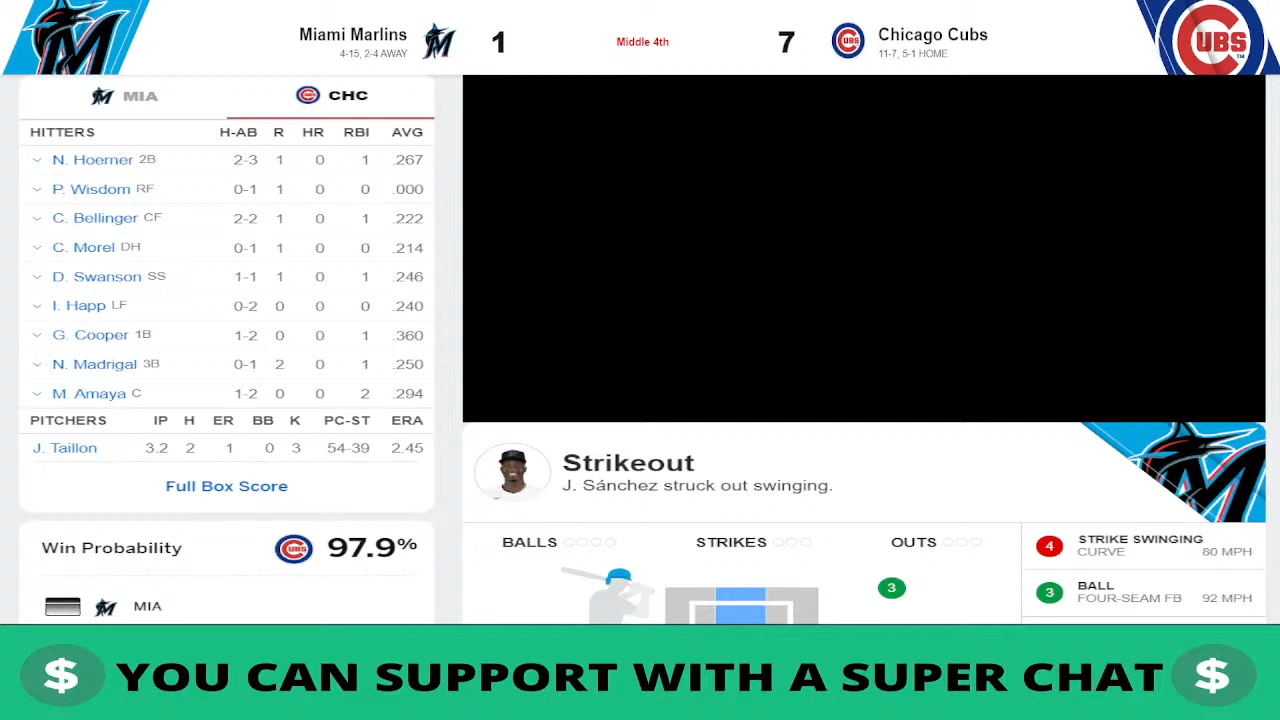 Miami Marlins 1 Middle 4th 7 Chicago Cubs
4-15, 2-4 AWAY 11-7, 5-1 HOME
UBS
TM
MIA CHC
HITTERS H-AB R HR RBI AVG
N. Hoerner 2B 2-3 1 0 1 .267
P. Wisdom RF 0-1 1 0 0 .000
C. Bellinger CF 2-2 1 0 1 .222
C. Morel DH 0-1 1 0 0 .214
D. Swanson SS 1-1 1 0 1 .246
I. Happ LF 0-2 0 0 0 .240
G. Cooper 1B 1-2 0 0 1 .360
N. Madrigal 3B 0-1 2 0 1 .250
M. Amaya C 1-2 0 0 2 .294
PITCHERS IP H ER BB K PC-ST ERA
J. Taillon 3.2 2 1 0 3 54-39 2.45
Full Box Score
Win Probability 97.9%
MIA
Strikeout
J. Sánchez struck out swinging.
BALLS STRIKES OUTS
3
4 STRIKE SWINGING
CURVE 80 MPH
3 BALL
FOUR-SEAM FB 92 MPH
$ YOU CAN SUPPORT WITH A SUPER CHAT $